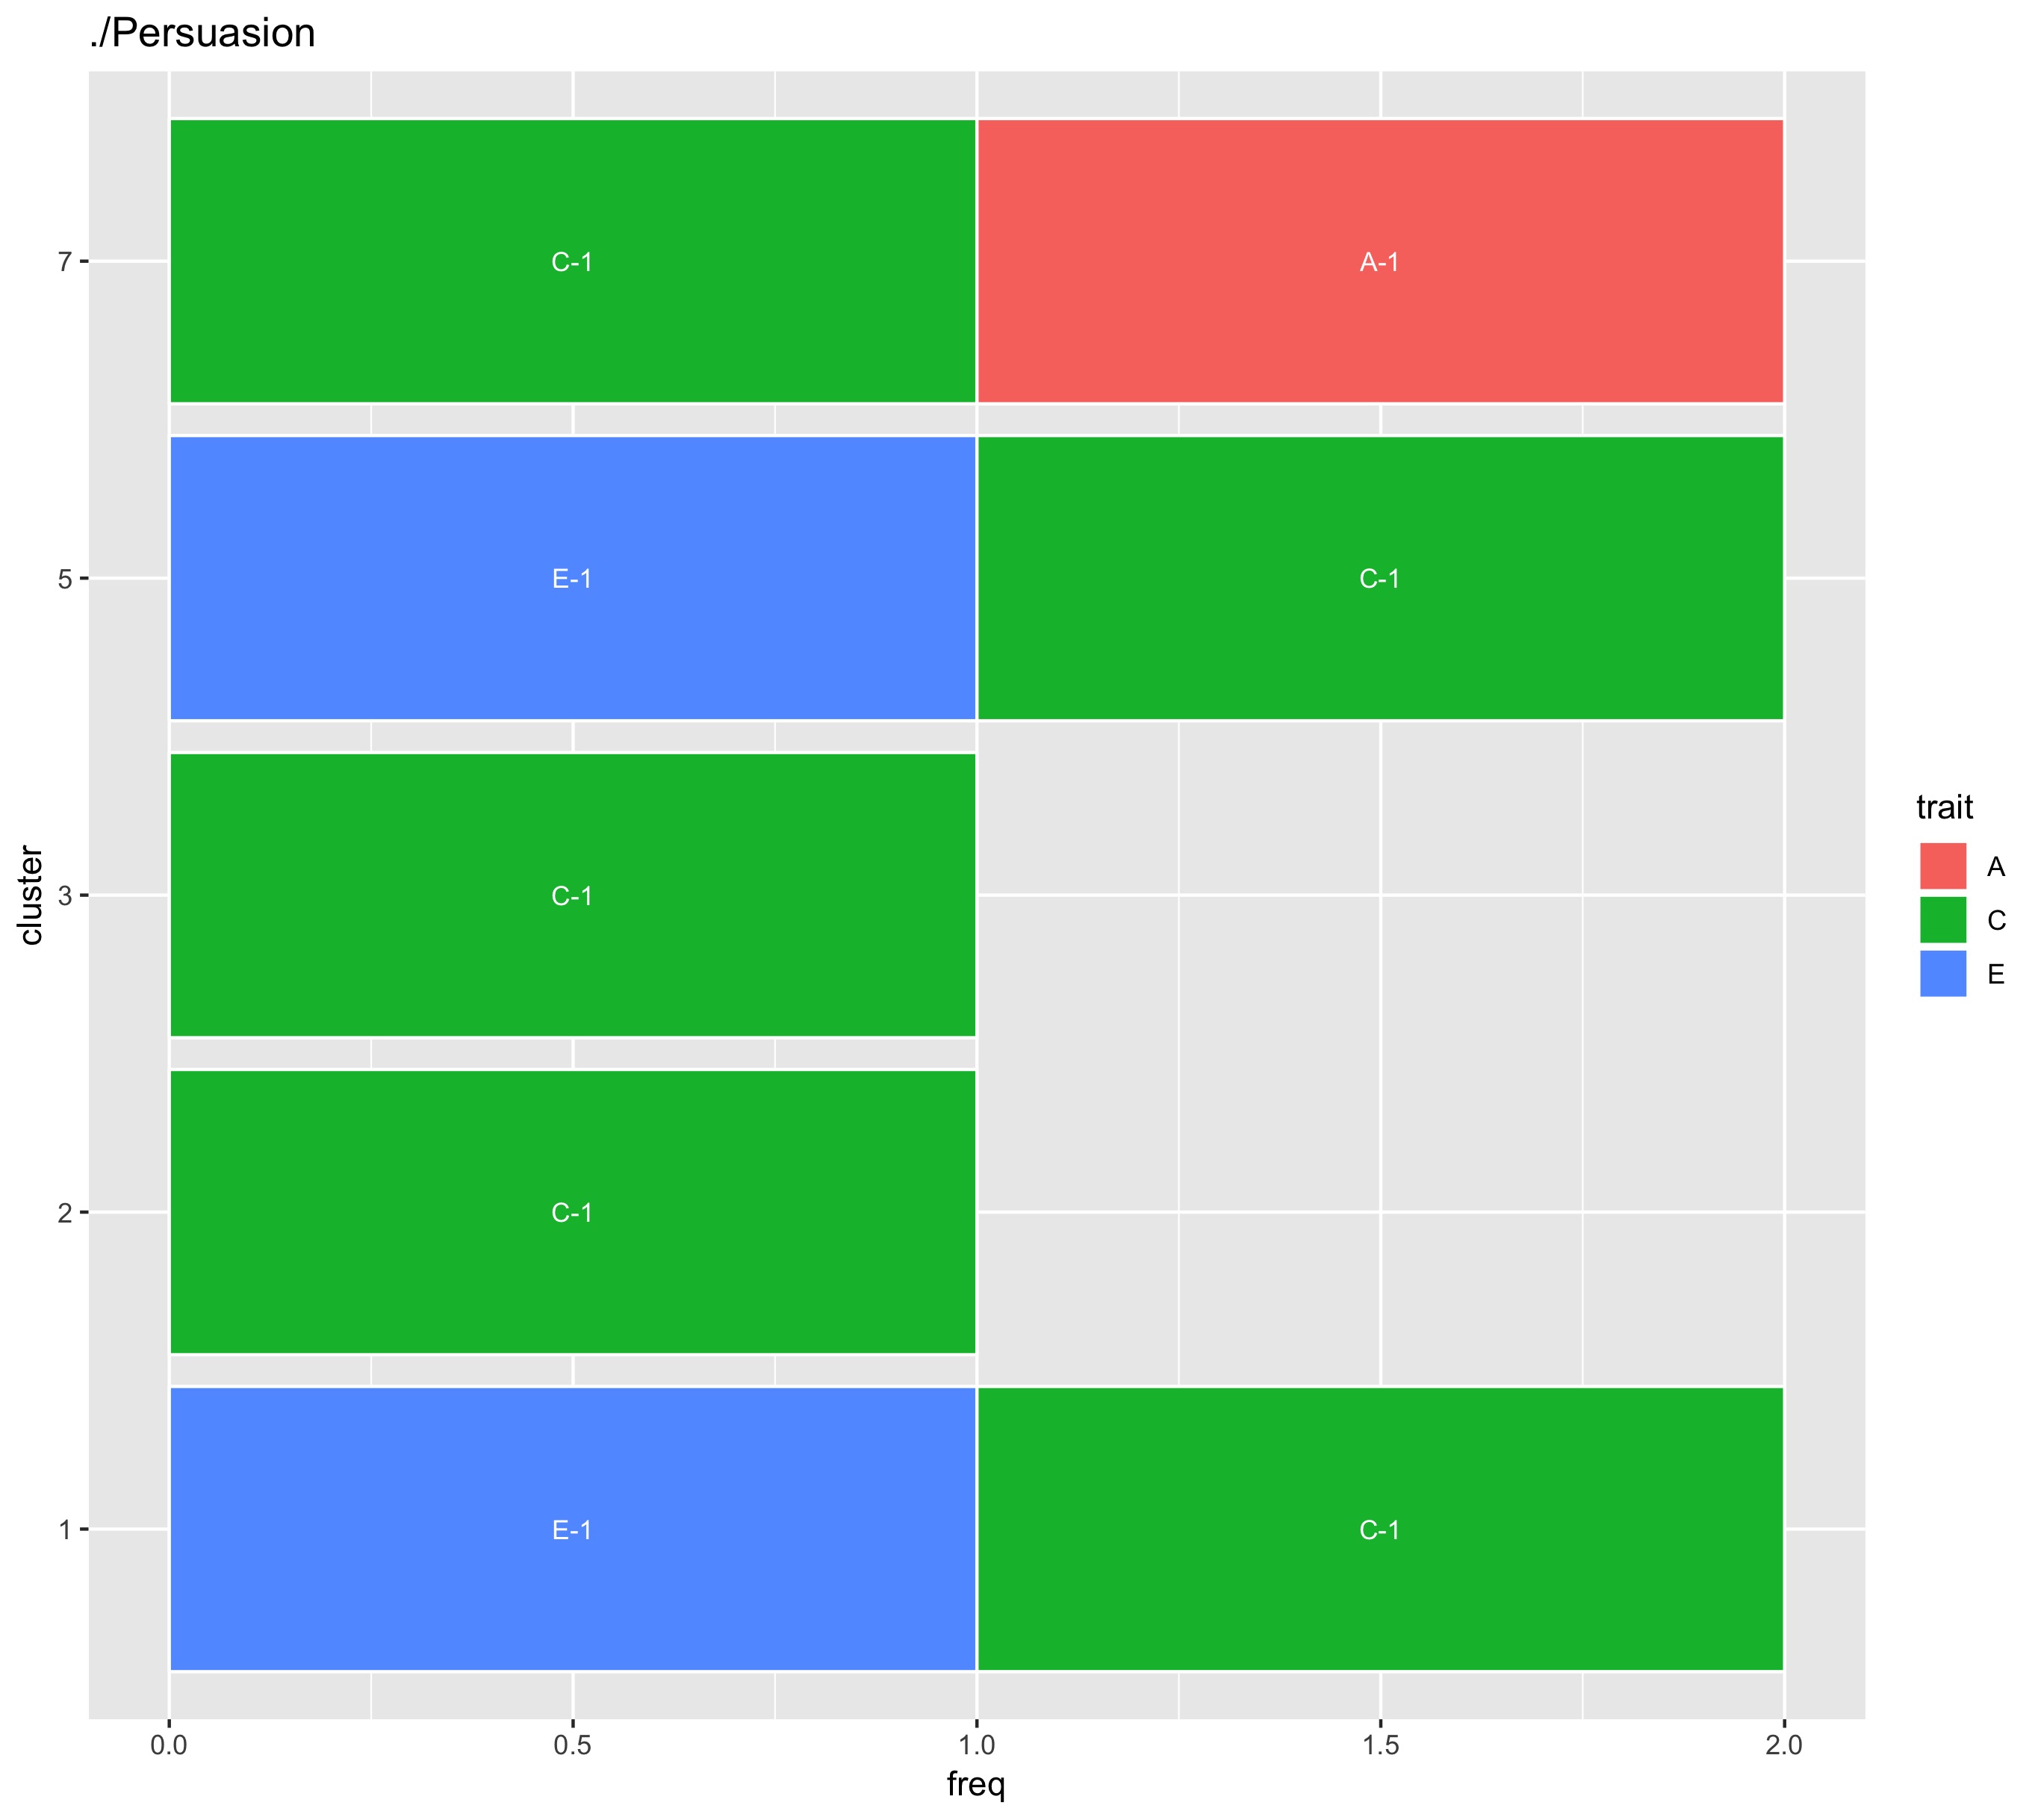 ./Persuasion
7
C-1
A-1
5
E-1
C-1
3
C-1
2
C-1
1
E-1
C-1
0.0
0.5
1.0
1.5
2.0
freq
cluster
trait
A
C
E